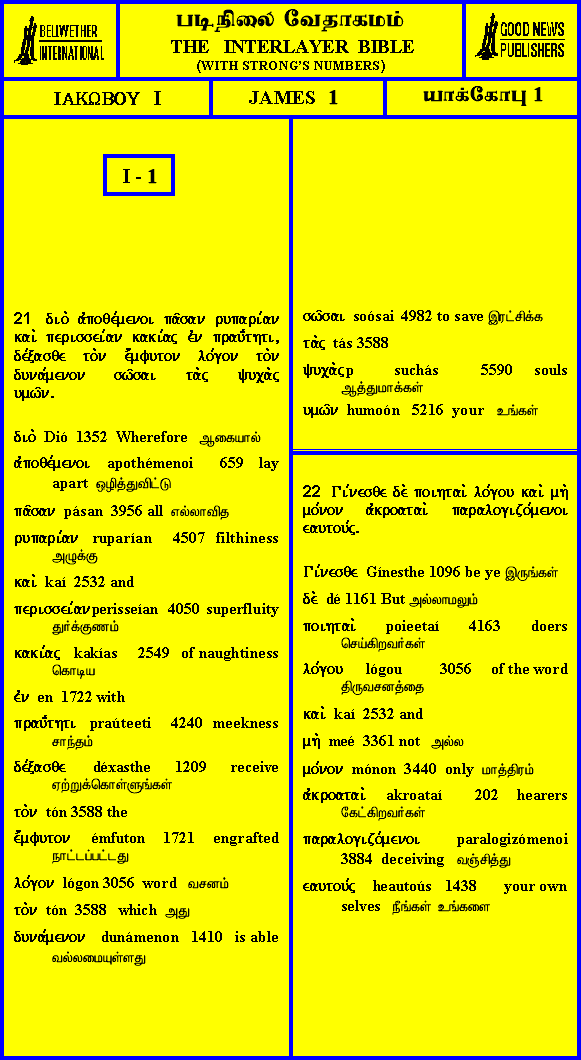 BELLWETHER
INTERNATIONAL
படிநிலை வேதாகமம்
THE INTERLAYER BIBLE
(WITH STRONG'S NUMBERS)
GOOD NEWS
PUBLISHERS
ΙΑΚΩΒΟΥ I
JAMES 1
யாக்கோபு 1
I - 1
21 διὸ ἀποθέμενοι πᾶσαν ρυπαρίαν
καὶ περισσείαν κακίας ἐν πραΰτητι,
δέξασθε τὸν ἔμφυτον λόγον τὸν
δυνάμενον σῶσαι τὰς ψυχὰς
υμῶν.
διὸ Dió 1352 Wherefore ஆகையால்
ἀποθέμενοι apothémenoi 659 lay
apart ஒழித்துவிட்டு
πᾶσαν pásan 3956 all எல்லாவித
ρυπαρίαν ruparían 4507 filthiness
அழுக்கு
καὶ kaí 2532 and
περισσείαν perisseían 4050 superfluity
துர்க்குணம்
κακίας kakías 2549 of naughtiness
கொடிய
ἐν en 1722 with
πραΰτητι praúteeti 4240 meekness
சாந்தம்
δέξασθε déxasthe 1209 receive
ஏற்றுக்கொள்ளுங்கள்
τὸν tón 3588 the
ἔμφυτον émfuton 1721 engrafted
நாட்டப்பட்டது
λόγον lógon 3056 word வசனம்
τὸν tón 3588 which அது
δυνάμενον dunámenon 1410 is able
வல்லமையுள்ளது
σῶσαι soósai 4982 to save இரட்சிக்க
τὰς tás 3588
ψυχὰς p suchás 5590 souls
ஆத்துமாக்கள்
υμῶν humoón 5216 your உங்கள்
22 Γίνεσθε δὲ ποιηταὶ λόγου καὶ μὴ
μόνον ἀκροαταὶ παραλογιζόμενοι
εαυτούς.
Γίνεσθε Gínesthe 1096 be ye இருங்கள்
δὲ dé 1161 But அல்லாமலும்
ποιηταὶ poieetaí 4163 doers
செய்கிறவர்கள்
λόγου lógou 3056 of the word
திருவசனத்தை
καὶ kaí 2532 and
μὴ meé 3361 not அல்ல
μόνον mónon 3440 only மாத்திரம்
ἀκροαταὶ akroataí 202 hearers
கேட்கிறவர்கள்
παραλογιζόμενοι paralogizómenoi
3884 deceiving வஞ்சித்து
εαυτούς heautoús 1438 your own
selves நீங்கள் உங்களை